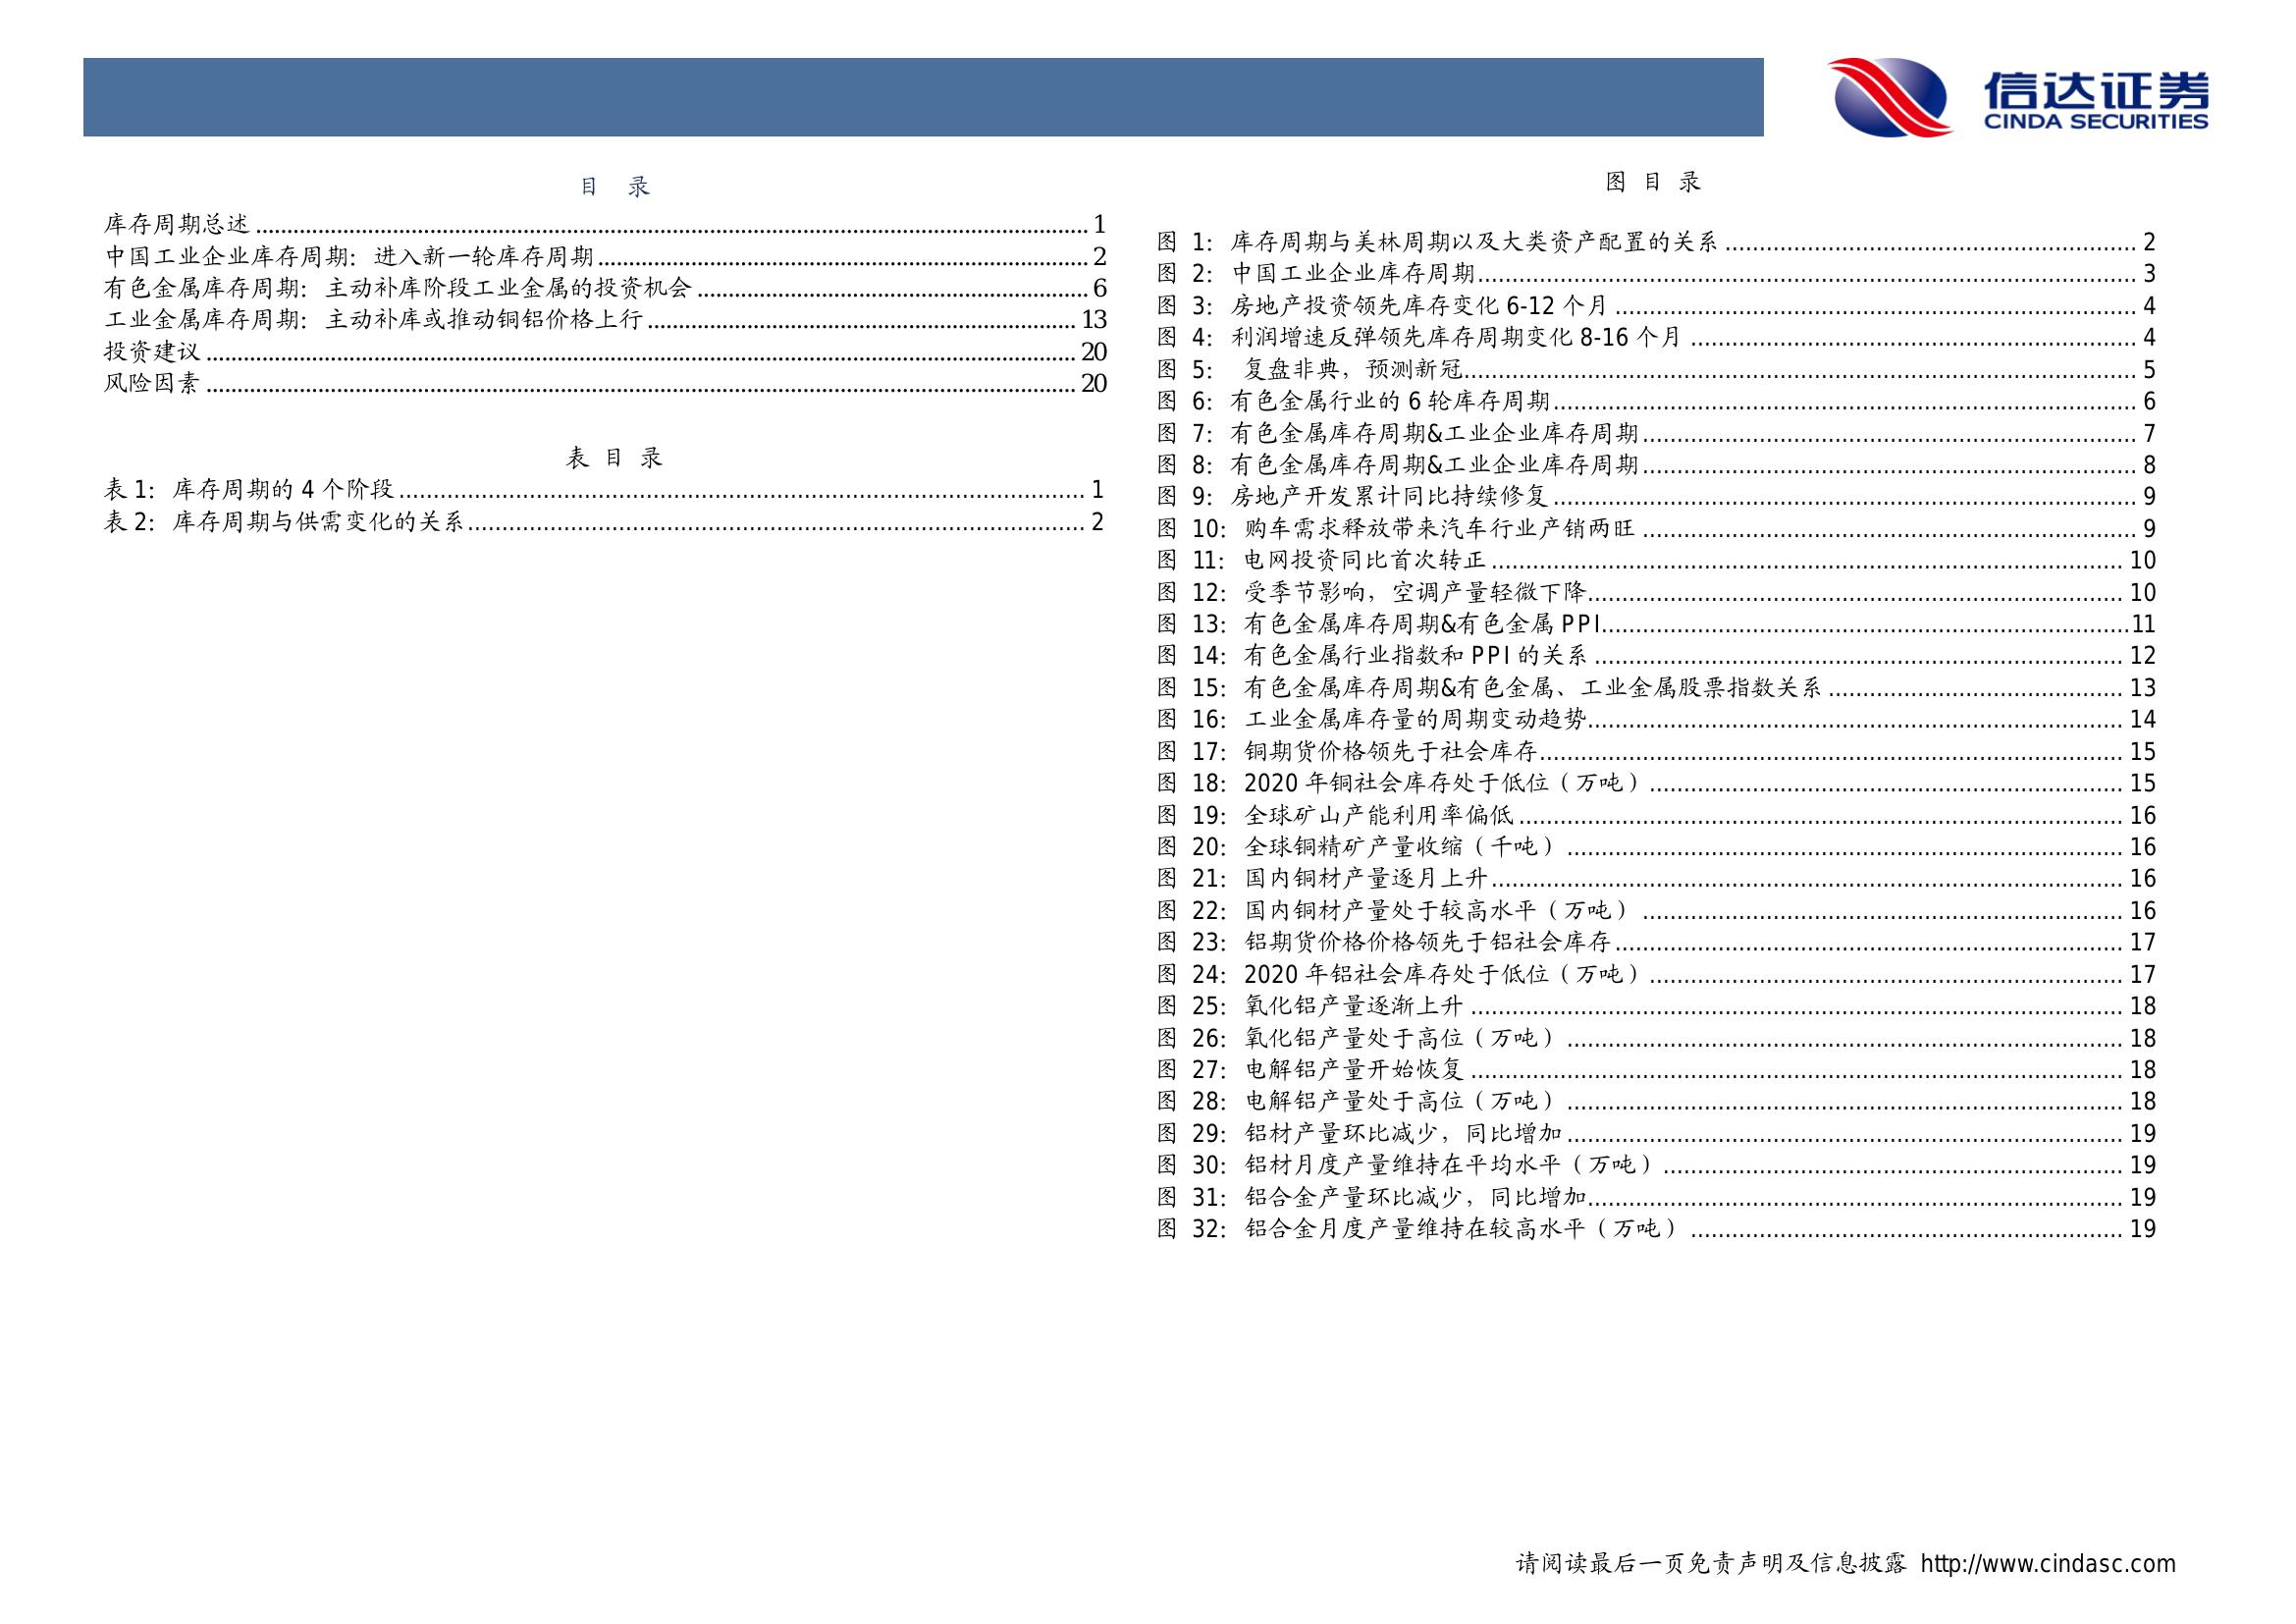 信达证券
CINDA SECURITIES
目 录
库存周期总述 1
中国工业企业库存周期：进入新一轮库存周期 2
有色金属库存周期：主动补库阶段工业金属的投资机会 6
工业金属库存周期：主动补库或推动铜铝价格上行 13
投资建议 20
风险因素 20
表 目 录
表 1：库存周期的 4 个阶段 1
表 2：库存周期与供需变化的关系 2
图 目 录
图 1：库存周期与美林周期以及大类资产配置的关系 2
图 2：中国工业企业库存周期 3
图 3：房地产投资领先库存变化 6-12 个月 4
图 4：利润增速反弹领先库存周期变化 8-16 个月 4
图 5： 复盘非典，预测新冠 5
图 6：有色金属行业的 6 轮库存周期 6
图 7：有色金属库存周期&工业企业库存周期 7
图 8：有色金属库存周期&工业企业库存周期 8
图 9：房地产开发累计同比持续修复 9
图 10：购车需求释放带来汽车行业产销两旺 9
图 11：电网投资同比首次转正 10
图 12：受季节影响，空调产量轻微下降 10
图 13：有色金属库存周期&有色金属 PPI 11
图 14：有色金属行业指数和 PPI 的关系 12
图 15：有色金属库存周期&有色金属、工业金属股票指数关系 13
图 16：工业金属库存量的周期变动趋势 14
图 17：铜期货价格领先于社会库存 15
图 18：2020 年铜社会库存处于低位（万吨） 15
图 19：全球矿山产能利用率偏低 16
图 20：全球铜精矿产量收缩（千吨） 16
图 21：国内铜材产量逐月上升 16
图 22：国内铜材产量处于较高水平（万吨） 16
图 23：铝期货价格价格领先于铝社会库存 17
图 24：2020 年铝社会库存处于低位（万吨） 17
图 25：氧化铝产量逐渐上升 18
图 26：氧化铝产量处于高位（万吨） 18
图 27：电解铝产量开始恢复 18
图 28：电解铝产量处于高位（万吨） 18
图 29：铝材产量环比减少，同比增加 19
图 30：铝材月度产量维持在平均水平（万吨） 19
图 31：铝合金产量环比减少，同比增加 19
图 32：铝合金月度产量维持在较高水平（万吨） 19
请阅读最后一页免责声明及信息披露 http://www.cindasc.com